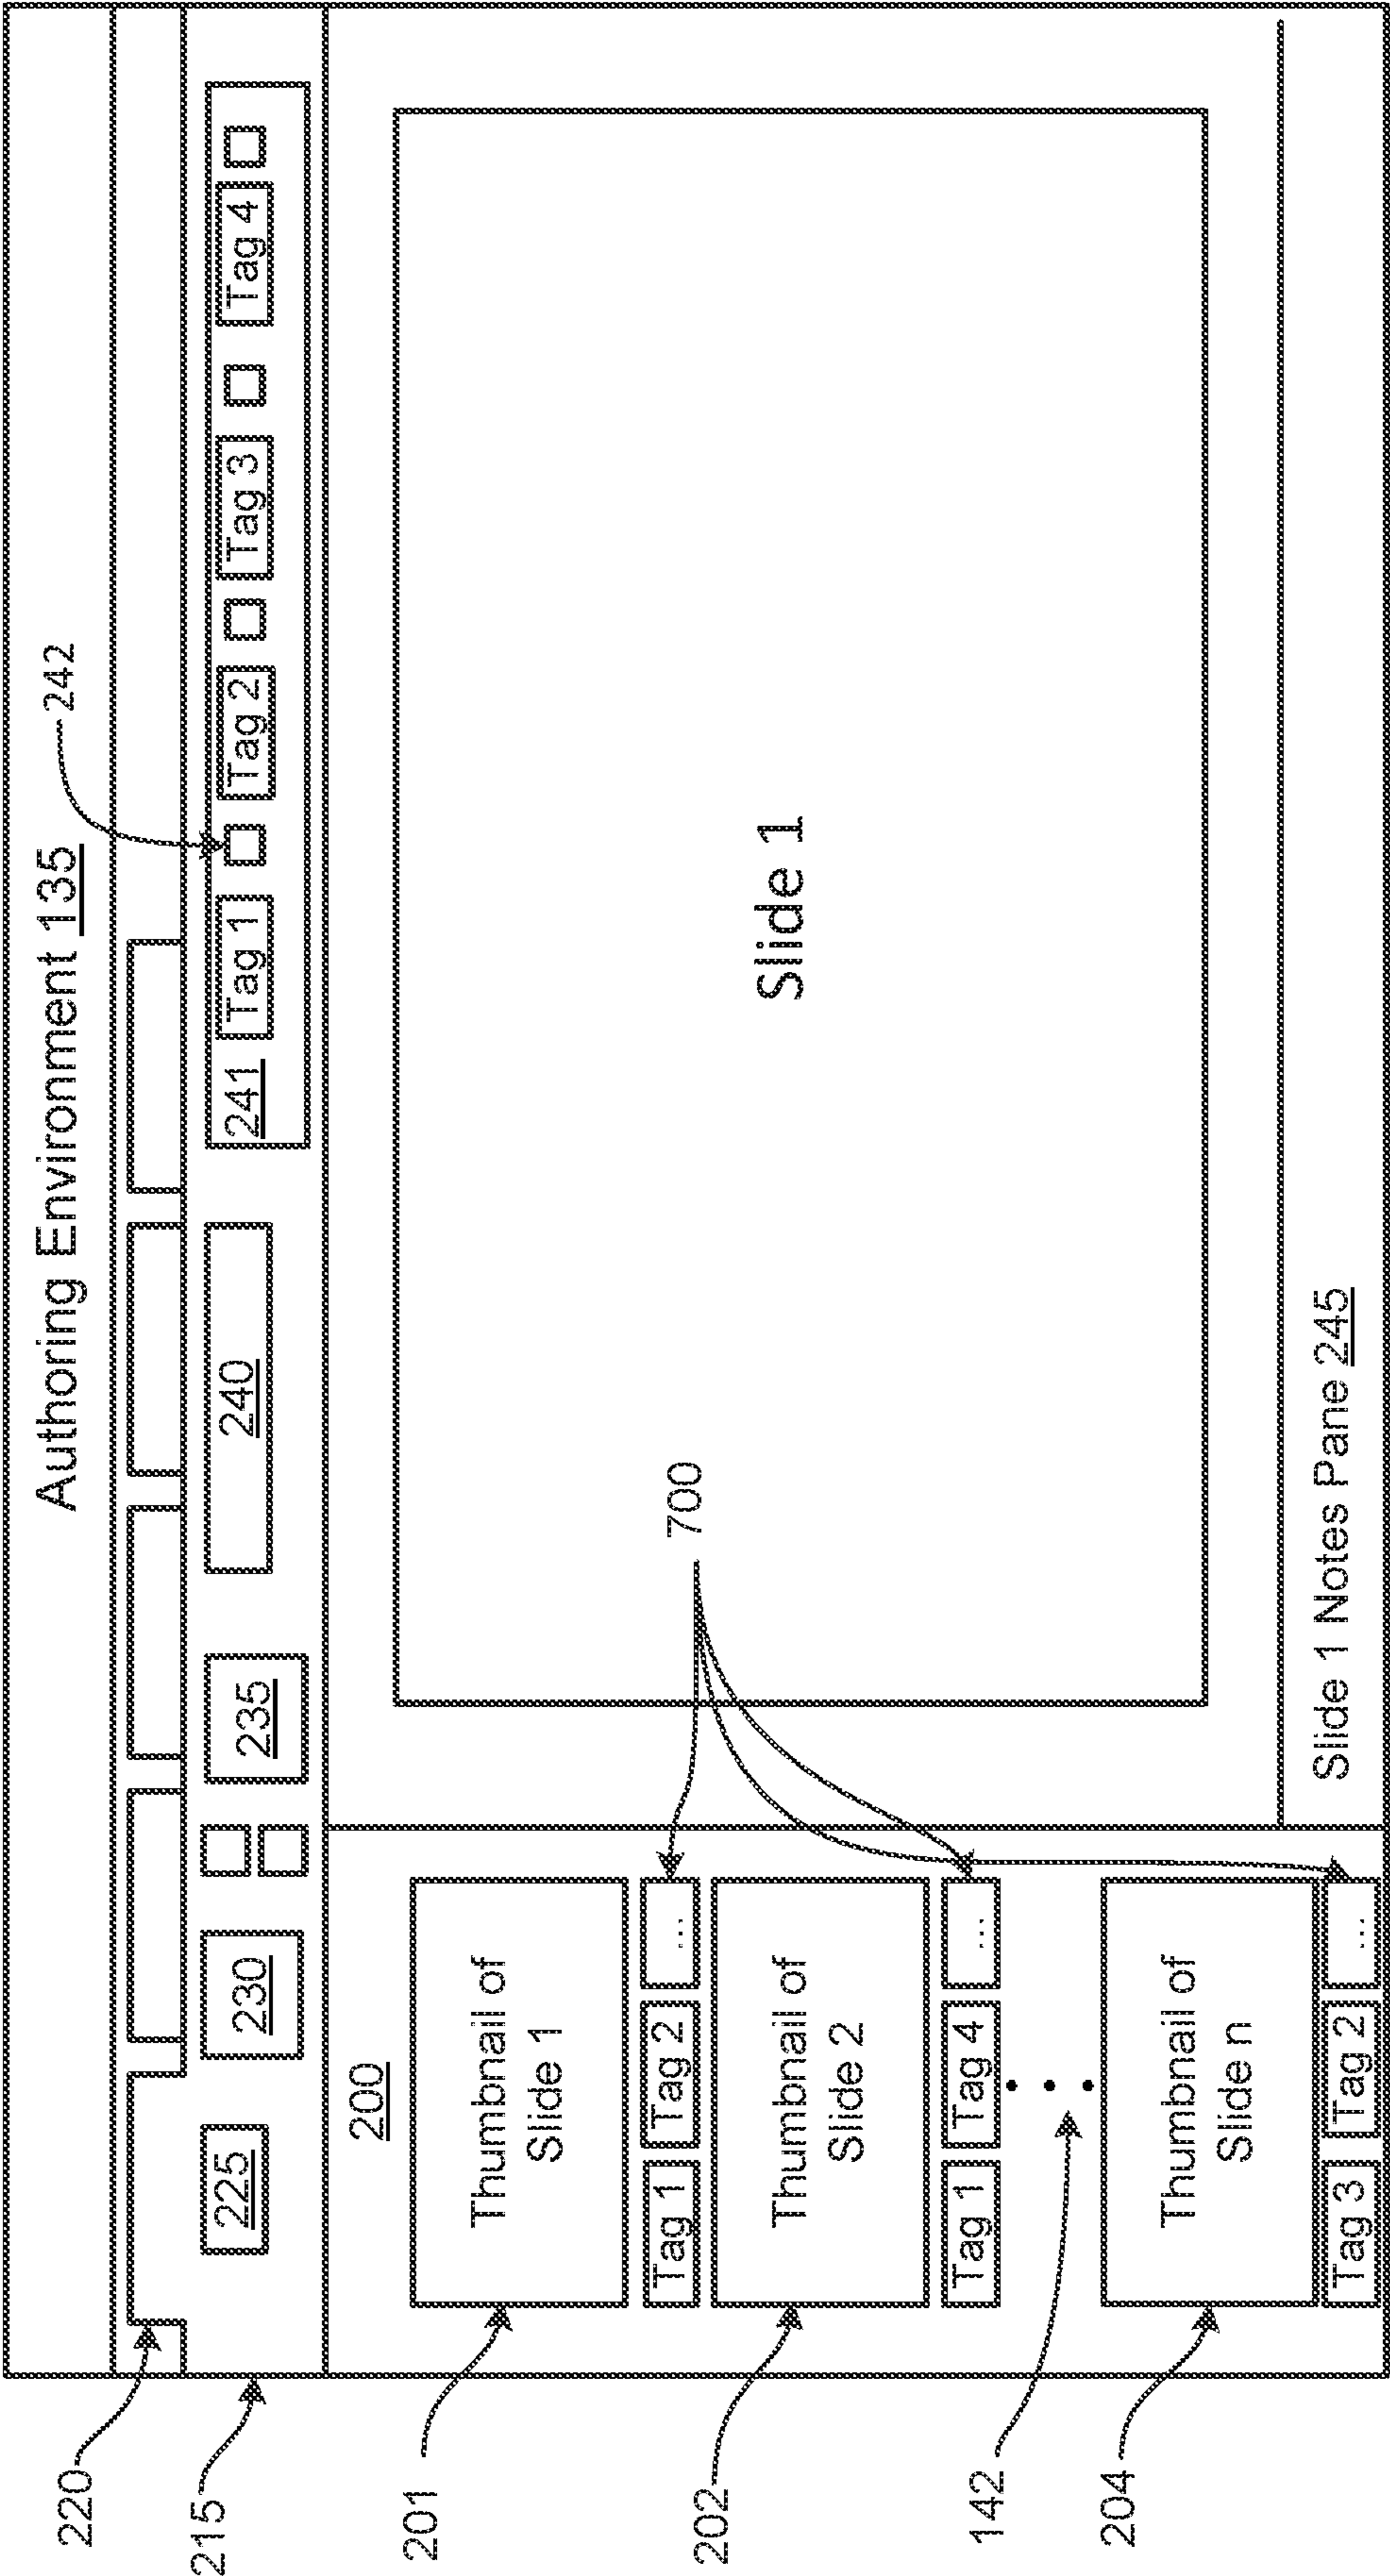 Authoring Environment 135
220
242
215
225
230
235
240
241
Tag 1
Tag 2
Tag 3
Tag 4
200
201
Thumbnail of
Slide 1
Tag 1
Tag 2
...
700
202
Thumbnail of
Slide 2
Tag 1
Tag 4
...
142
204
Thumbnail of
Slide n
Tag 3
Tag 2
...
Slide 1
Slide 1 Notes Pane 245